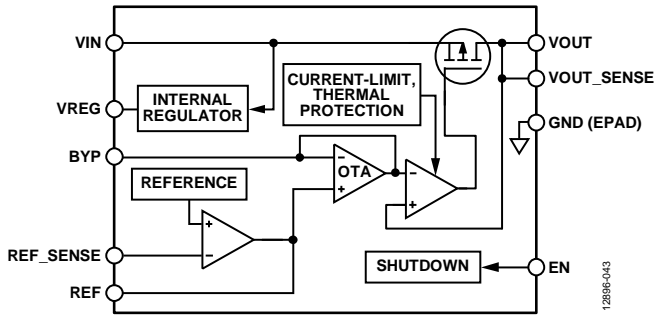 VIN
VOUT
VOUT_SENSE
CURRENT-LIMIT,
THERMAL
PROTECTION
INTERNAL
REGULATOR
VREG
GND (EPAD)
BYP
–
OTA
+
–
+
REFERENCE
+
–
REF_SENSE
REF
SHUTDOWN
EN
12896-043